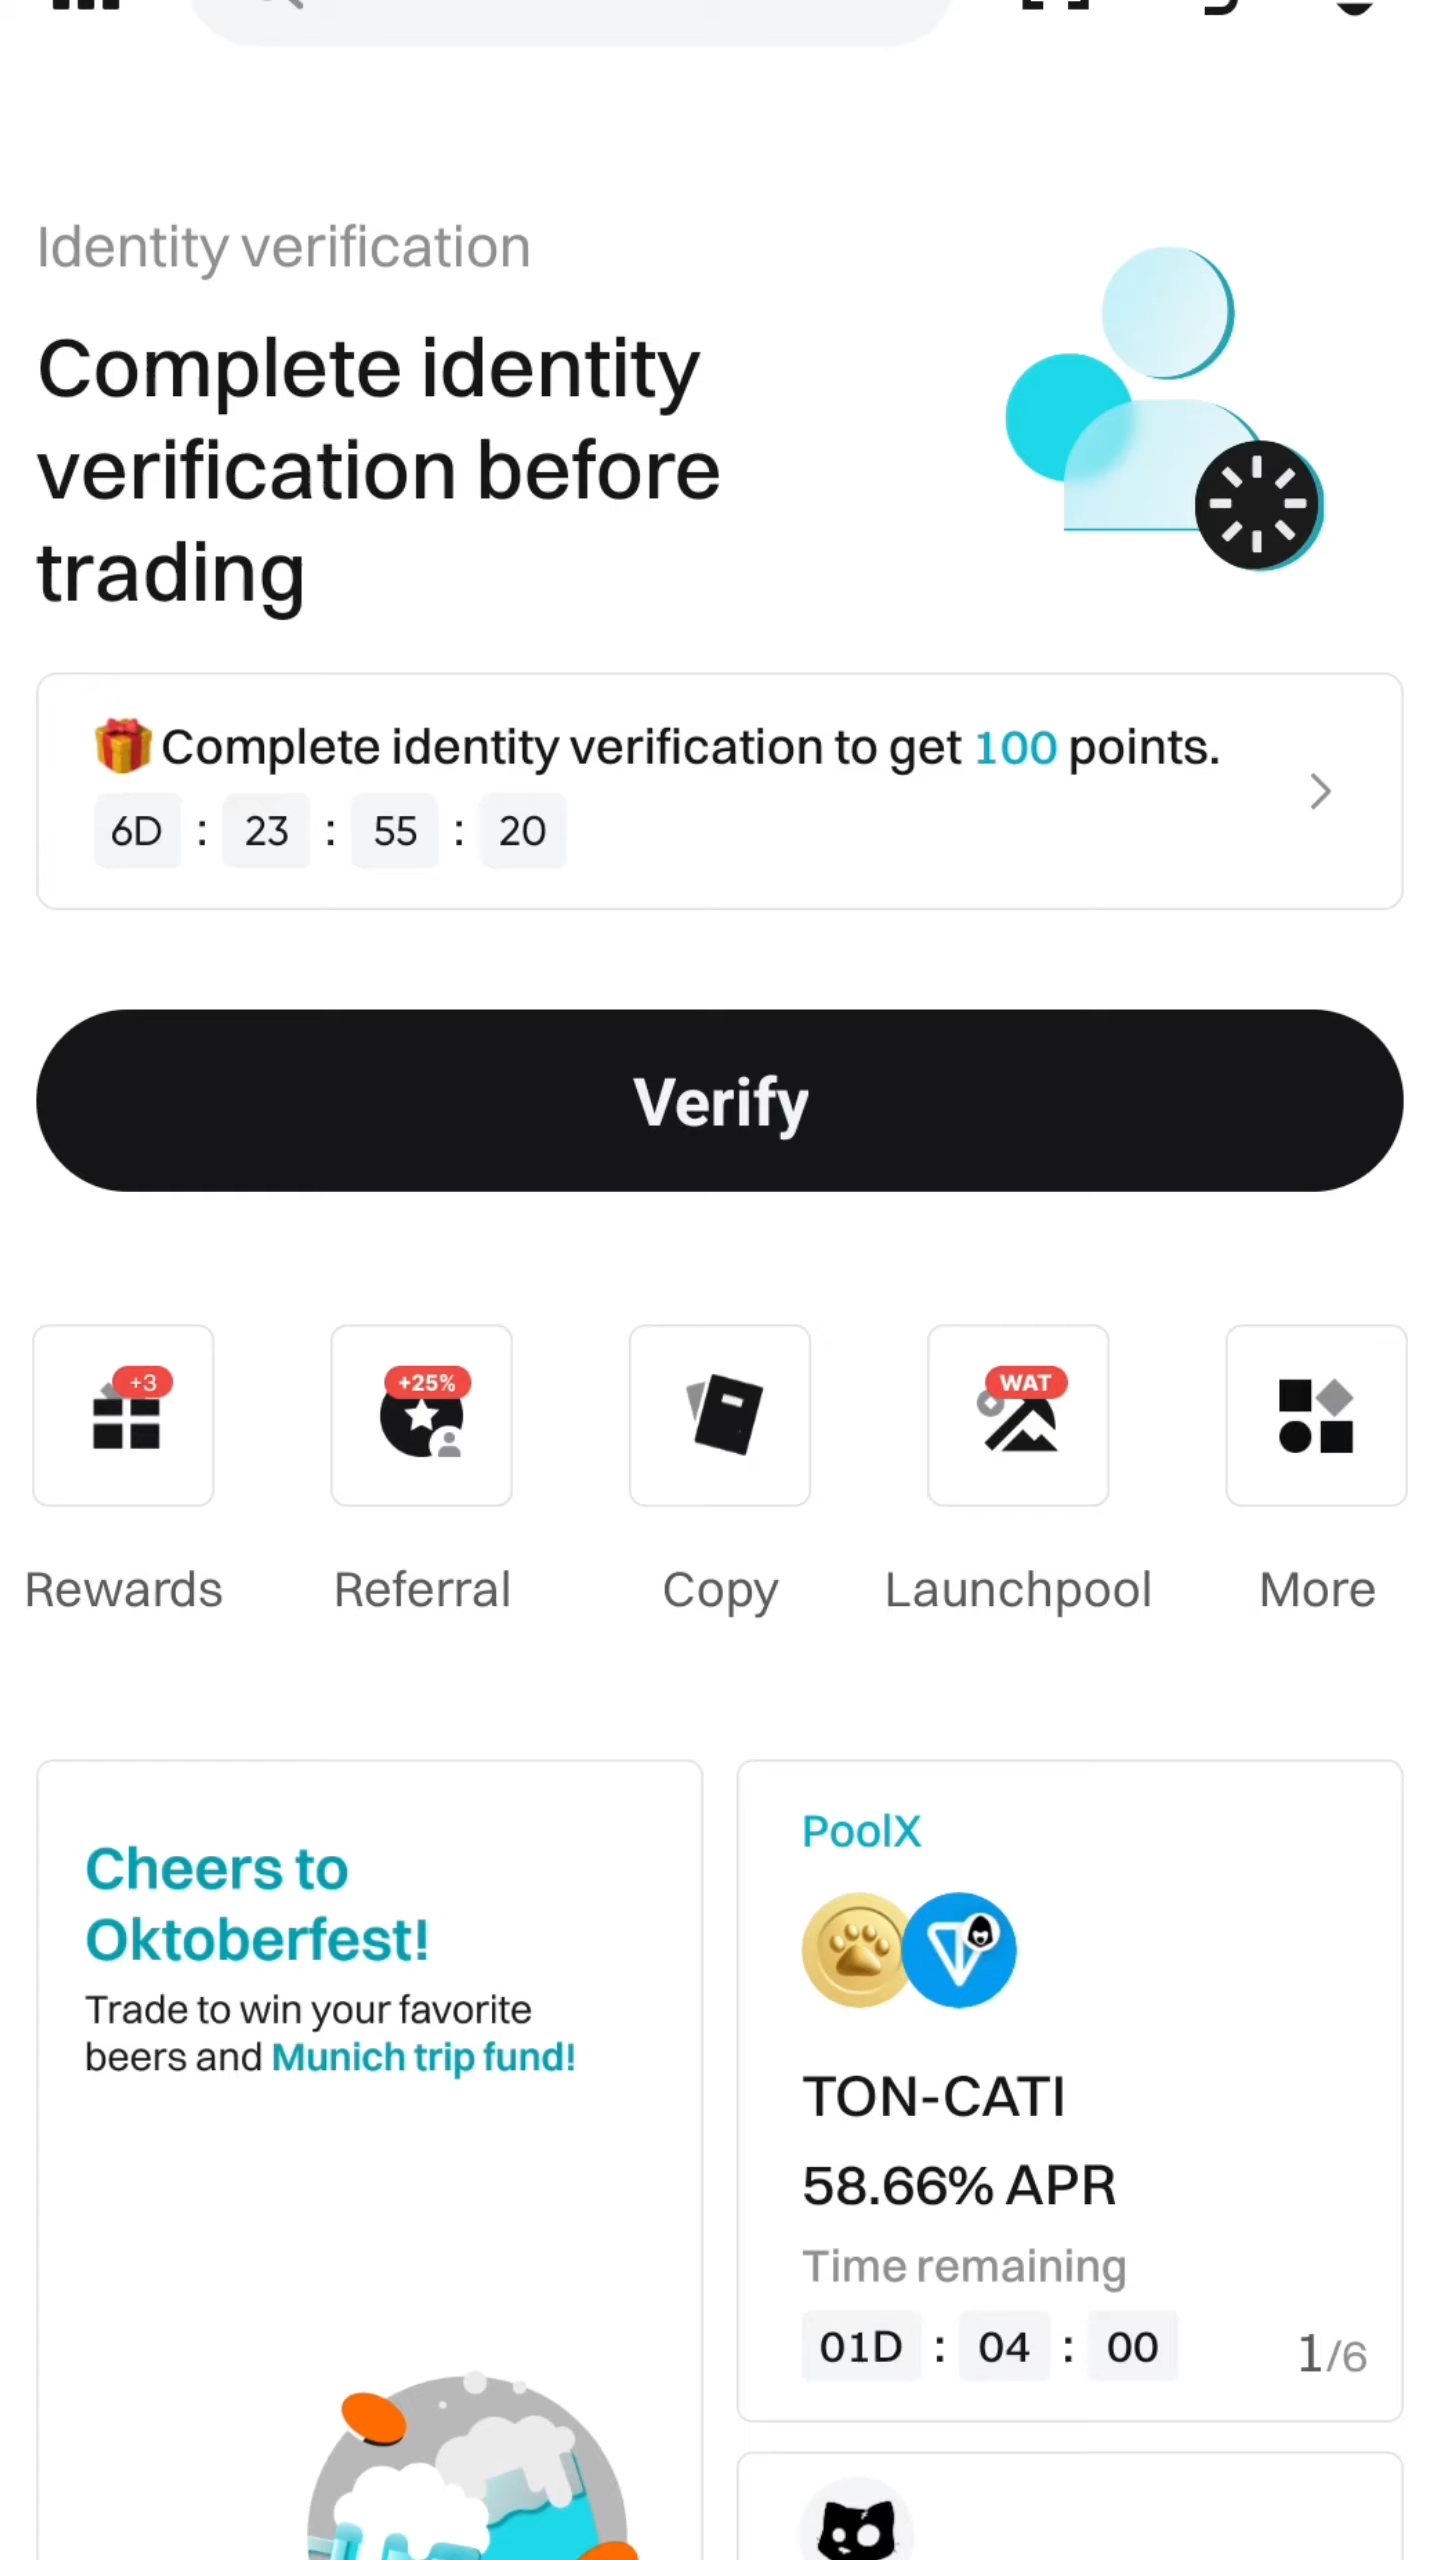 Identity verification
Complete identity
verification before
trading
Complete identity verification to get 100 points.
6D : 23 : 55 : 20
Verify
+3
+25%
WAT
Rewards
Referral
Copy
Launchpool
More
Cheers to
Oktoberfest!
Trade to win your favorite
beers and Munich trip fund!
PoolX
TON-CATI
58.66% APR
Time remaining
01D : 04 : 00
1/6